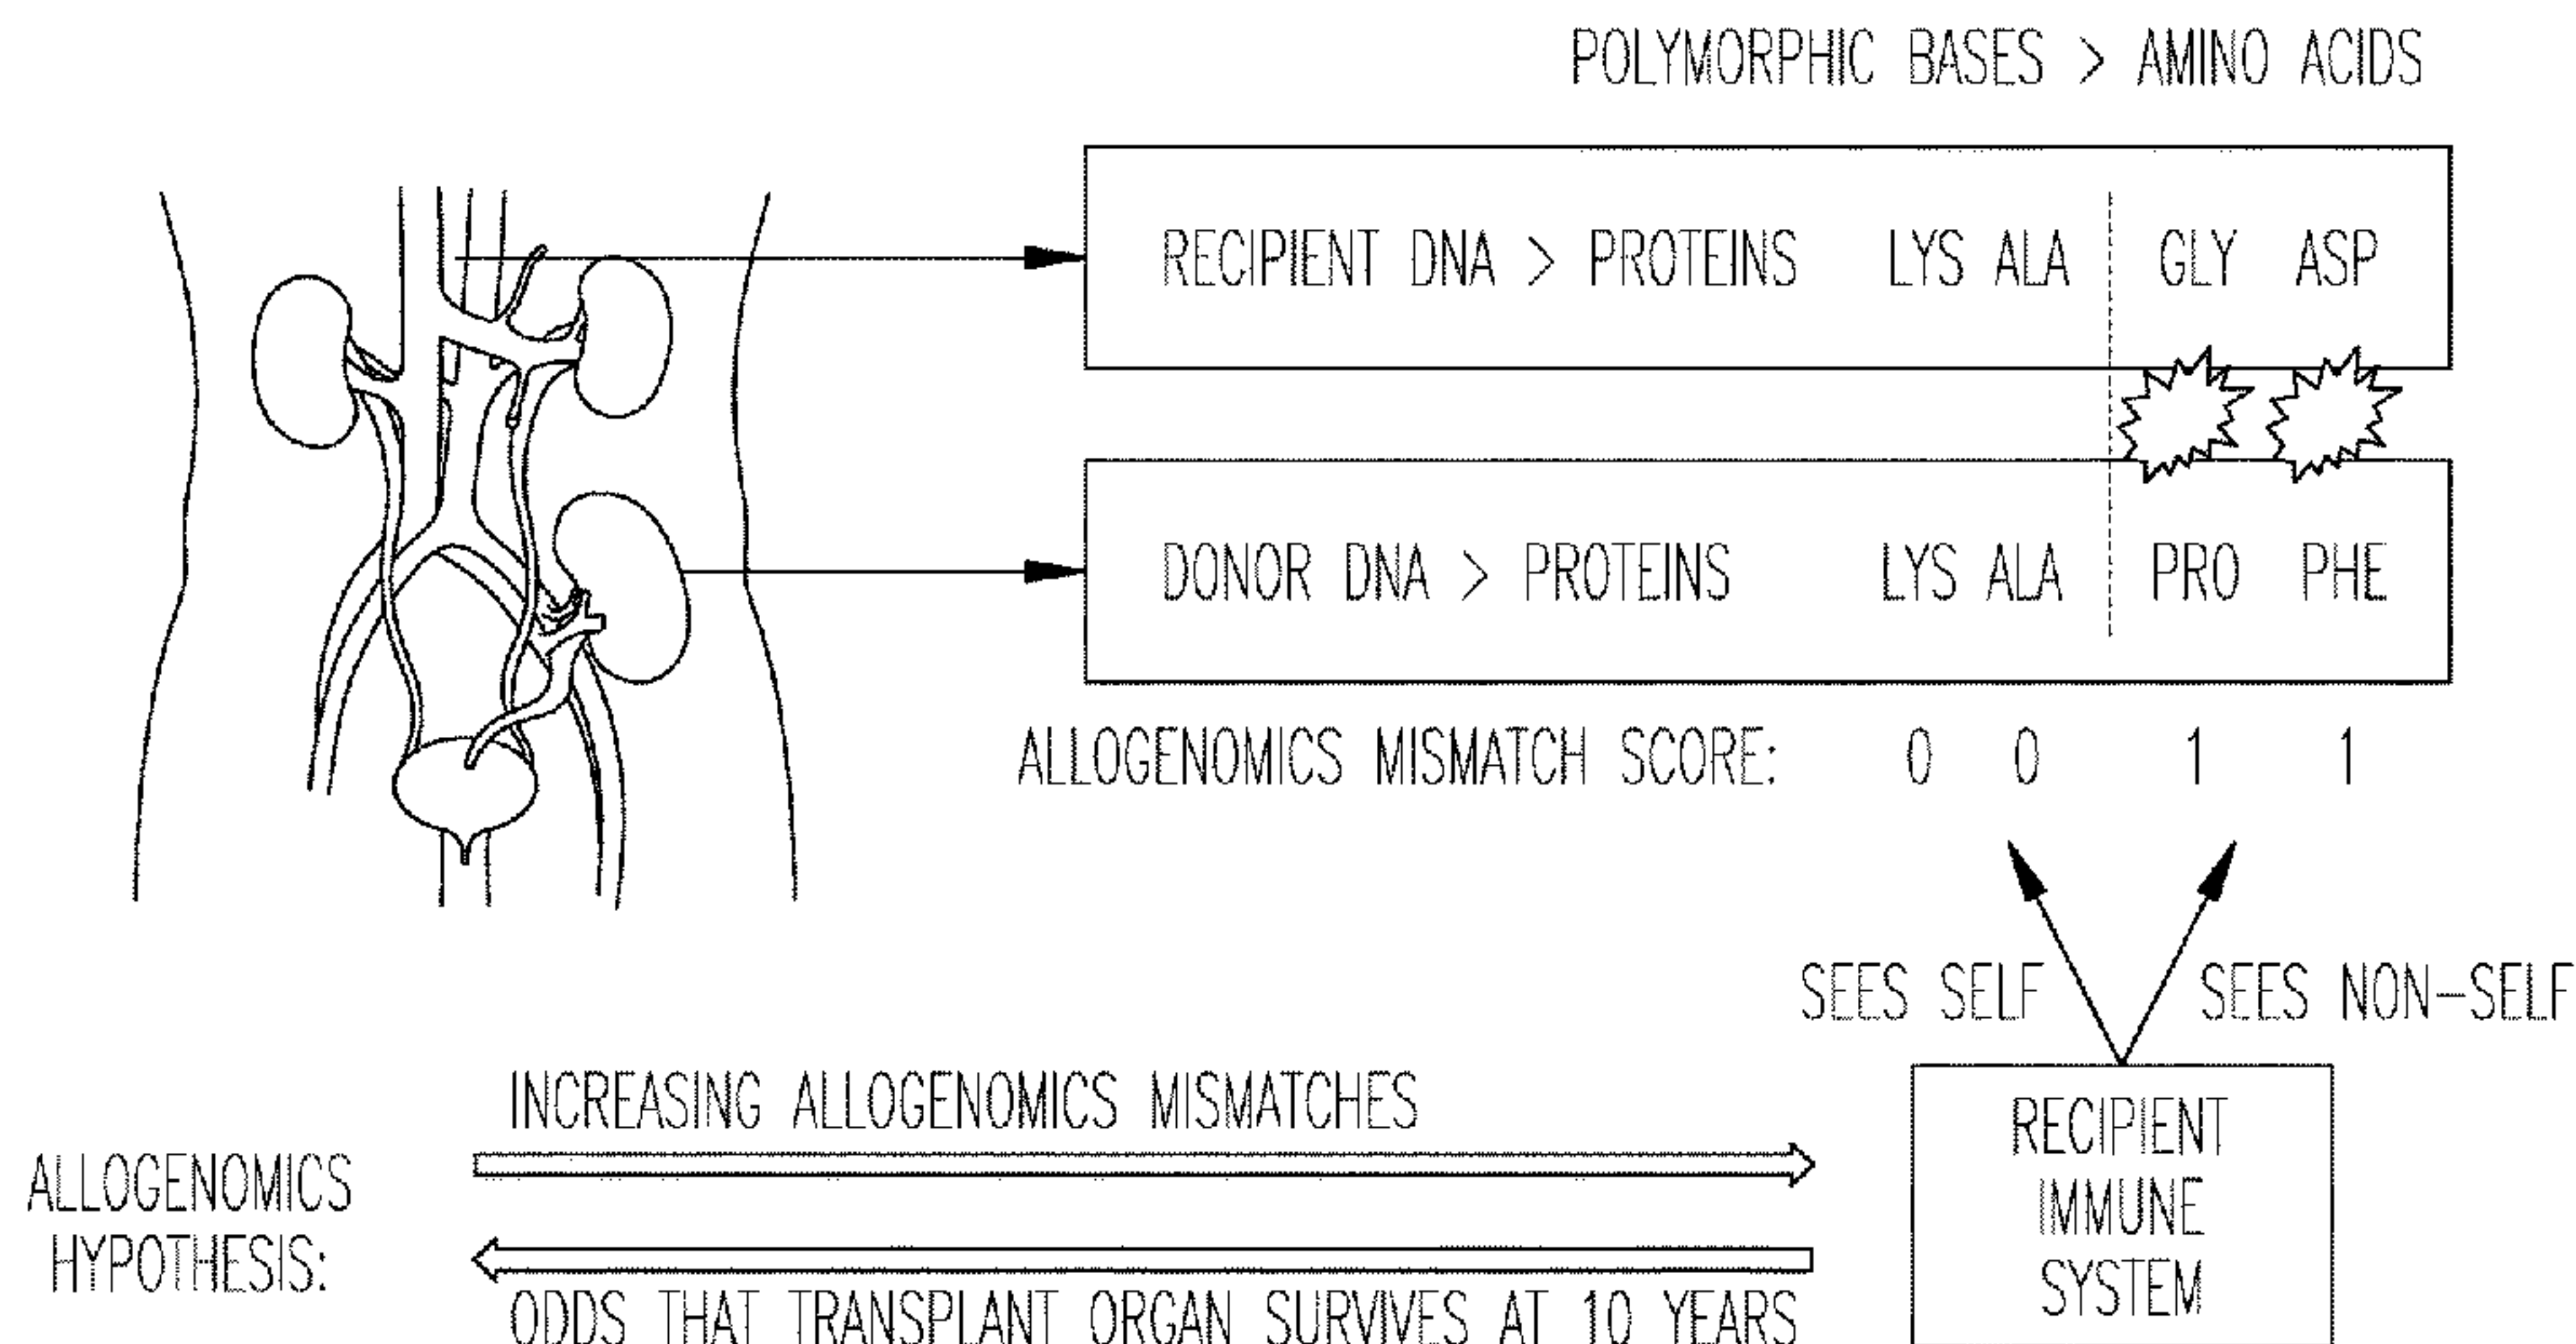 POLYMORPHIC BASES > AMINO ACIDS
RECIPIENT DNA > PROTEINS LYS ALA GLY ASP
DONOR DNA > PROTEINS LYS ALA PRO PHE
ALLOGENOMICS MISMATCH SCORE: 0 0 1 1
SEES SELF SEES NON-SELF
RECIPIENT
IMMUNE
SYSTEM
INCREASING ALLOGENOMICS MISMATCHES
ALLOGENOMICS
HYPOTHESIS:
ODDS THAT TRANSPLANT ORGAN SURVIVES AT 10 YEARS